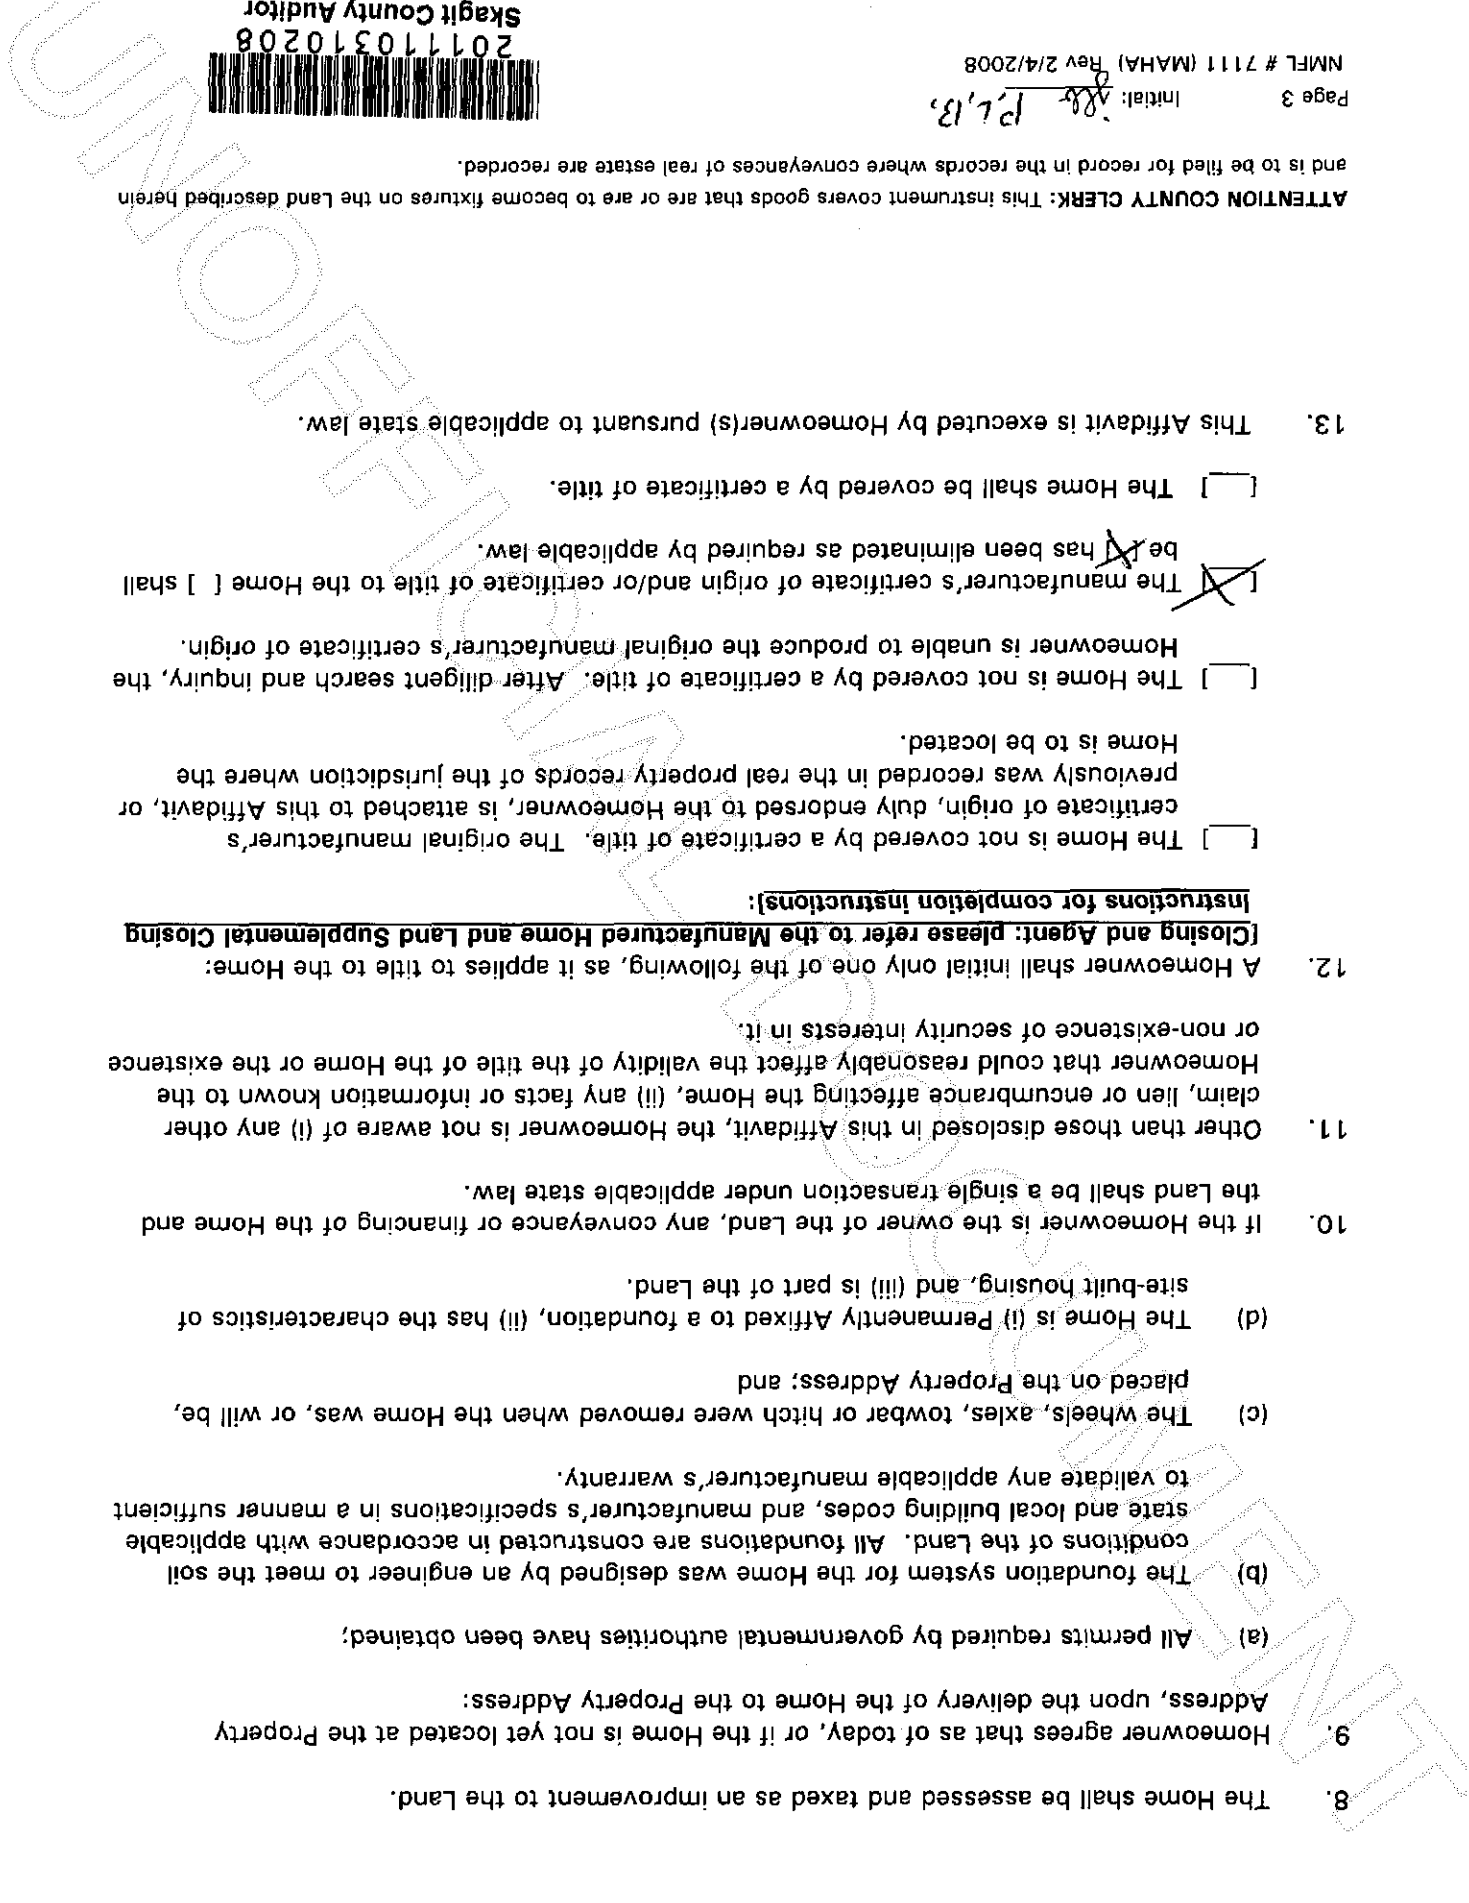 8. The Home shall be assessed and taxed as an improvement to the Land.
9. Homeowner agrees that as of today, or if the Home is not yet located at the Property
Address, upon the delivery of the Home to the Property Address:
(a) All permits required by governmental authorities have been obtained;
(b) The foundation system for the Home was designed by an engineer to meet the soil
conditions of the Land. All foundations are constructed in accordance with applicable
state and local building codes, and manufacturer's specifications in a manner sufficient
to validate any applicable manufacturer's warranty.
(c) The wheels, axles, towbar or hitch were removed when the Home was, or will be,
placed on the Property Address; and
(d) The Home is (i) Permanently Affixed to a foundation, (ii) has the characteristics of
site-built housing, and (iii) is part of the Land.
10. If the Homeowner is the owner of the Land, any conveyance or financing of the Home and
the Land shall be a single transaction under applicable state law.
11. Other than those disclosed in this Affidavit, the Homeowner is not aware of (i) any other
claim, lien or encumbrance affecting the Home, (ii) any facts or information known to the
Homeowner that could reasonably affect the validity of the title of the Home or the existence
or non-existence of security interests in it.
12. A Homeowner shall initial only one of the following, as it applies to title to the Home:
[Closing and Agent: please refer to the Manufactured Home and Land Supplemental Closing
Instructions for completion instructions]:
[___] The Home is not covered by a certificate of title. The original manufacturer's
certificate of origin, duly endorsed to the Homeowner, is attached to this Affidavit, or
previously was recorded in the real property records of the jurisdiction where the
Home is to be located.
[___] The Home is not covered by a certificate of title. After diligent search and inquiry, the
Homeowner is unable to produce the original manufacturer's certificate of origin.
[X] The manufacturer's certificate of origin and/or certificate of title to the Home [ ] shall
be [X] has been eliminated as required by applicable law.
[___] The Home shall be covered by a certificate of title.
13. This Affidavit is executed by Homeowner(s) pursuant to applicable state law.
ATTENTION COUNTY CLERK: This instrument covers goods that are or are to become fixtures on the Land described herein
and is to be filed for record in the records where conveyances of real estate are recorded.
Page 3 Initial: P.L.B.
NMFL # 7111 (MAHA) Rev 2/4/2008
201110310208
Skagit County Auditor
UNOFFICIAL DOCUMENT